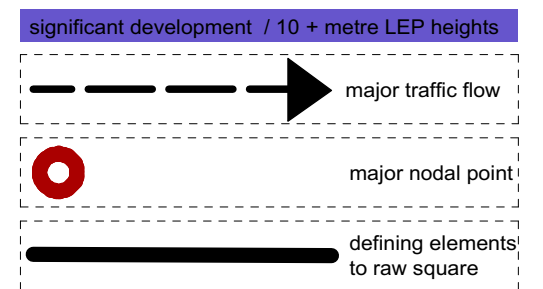 significant development / 10 + metre LEP heights
major traffic flow
major nodal point
defining elements
to raw square